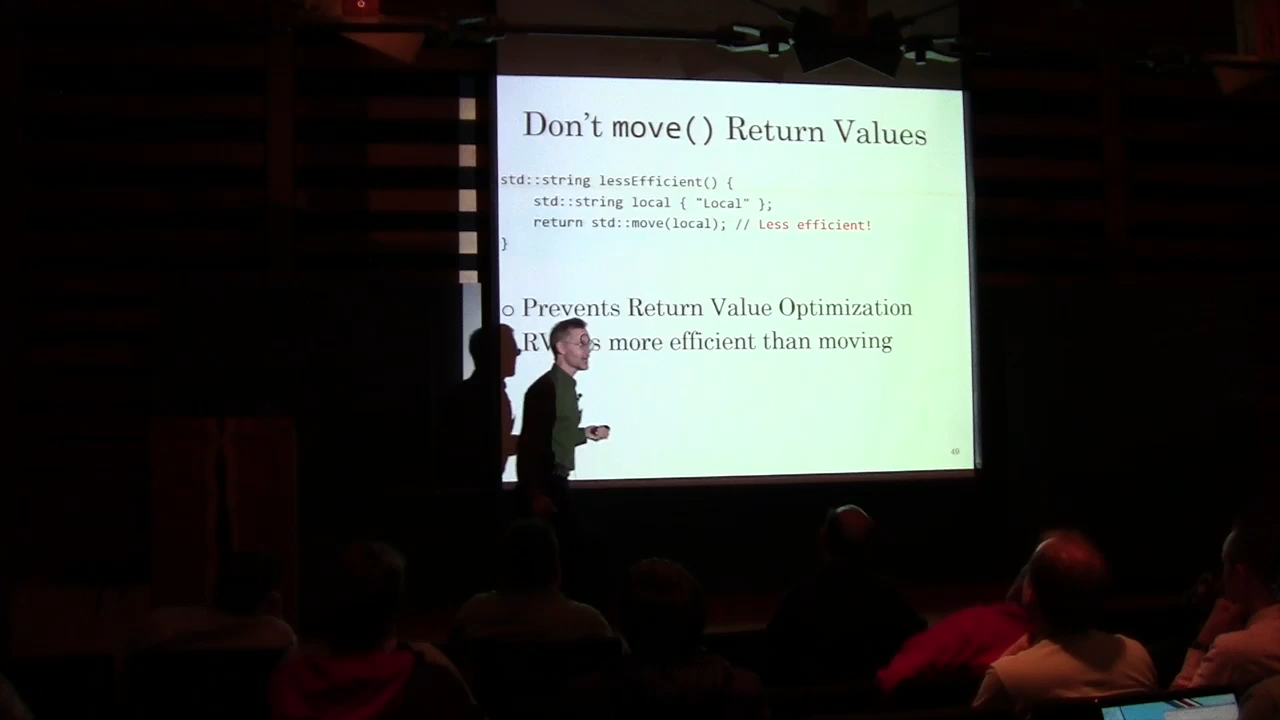 Don't move() Return Values
std::string lessEfficient() {
std::string local { "Local" };
return std::move(local); // Less efficient!
}
Prevents Return Value Optimization
more efficient than moving
49